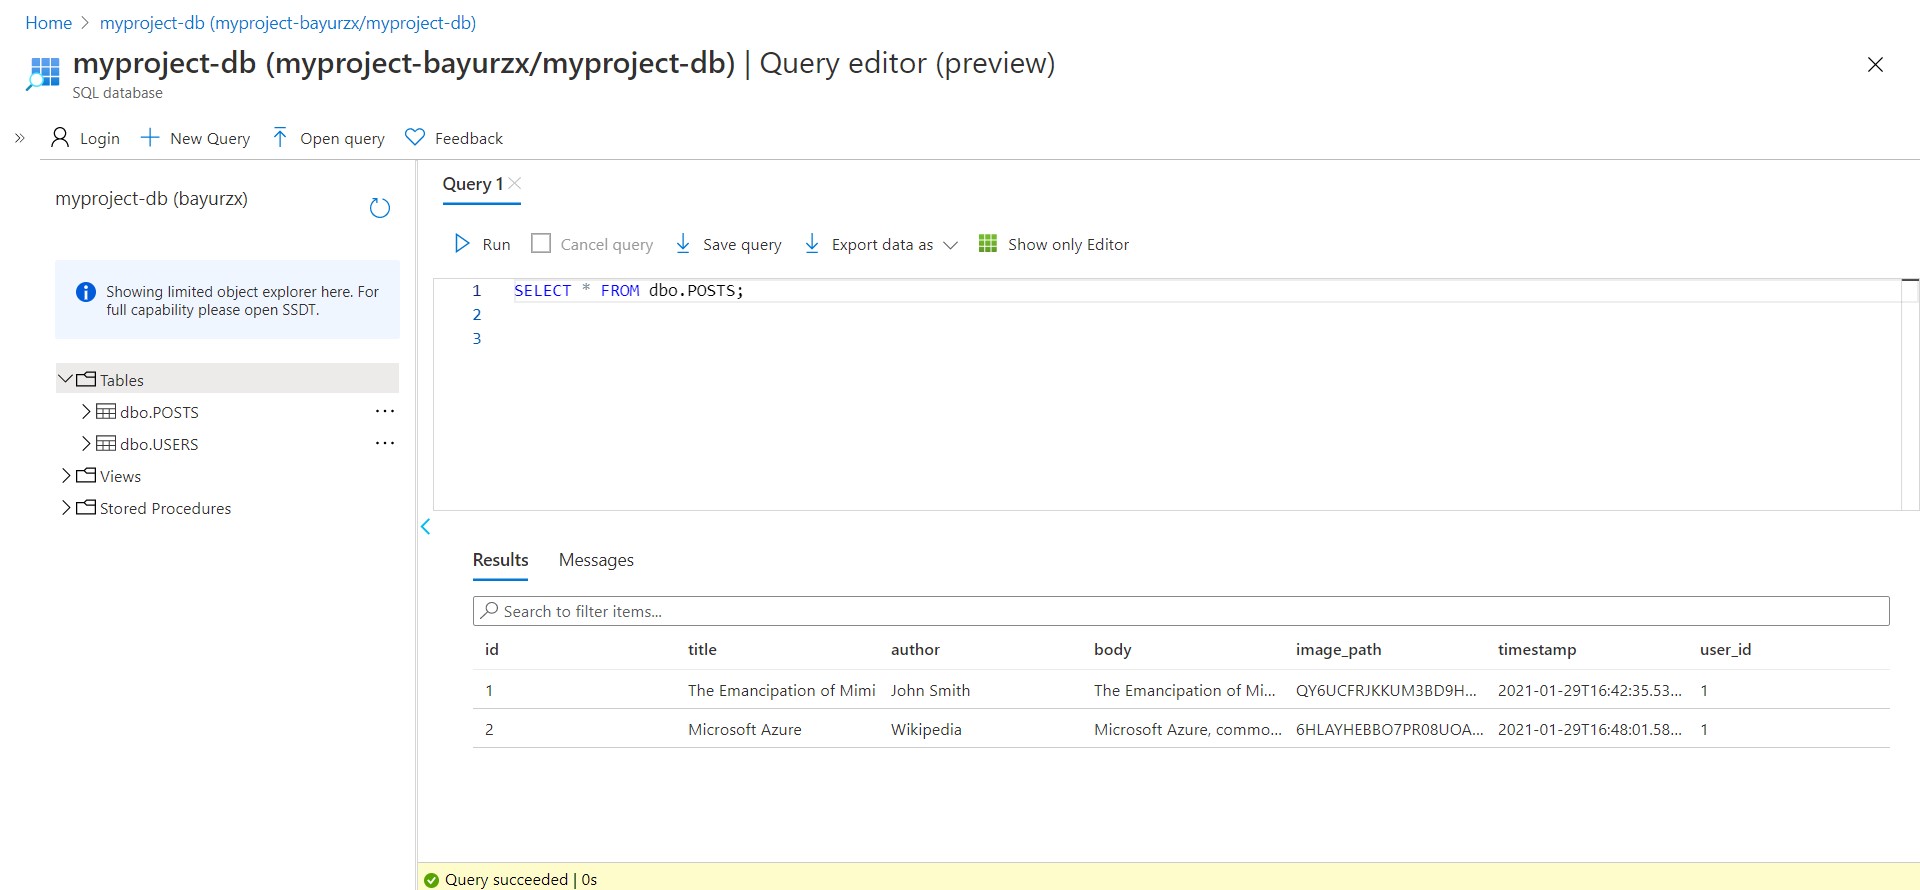 Home > myproject-db (myproject-bayurzx/myproject-db)
myproject-db (myproject-bayurzx/myproject-db) | Query editor (preview)
SQL database
Login New Query Open query Feedback
myproject-db (bayurzx)
Showing limited object explorer here. For
full capability please open SSDT.
Tables
dbo.POSTS ...
dbo.USERS ...
Views
Stored Procedures
Query 1
Run Cancel query Save query Export data as Show only Editor
1 SELECT * FROM dbo.POSTS;
2
3
Results Messages
Search to filter items...
id title author body image_path timestamp user_id
1 The Emancipation of Mimi John Smith The Emancipation of Mi... QY6UCFRJKKUM3BD9H... 2021-01-29T16:42:35.53... 1
2 Microsoft Azure Wikipedia Microsoft Azure, commo... 6HLAYHEBBO7PR08UOA... 2021-01-29T16:48:01.58... 1
Query succeeded | 0s